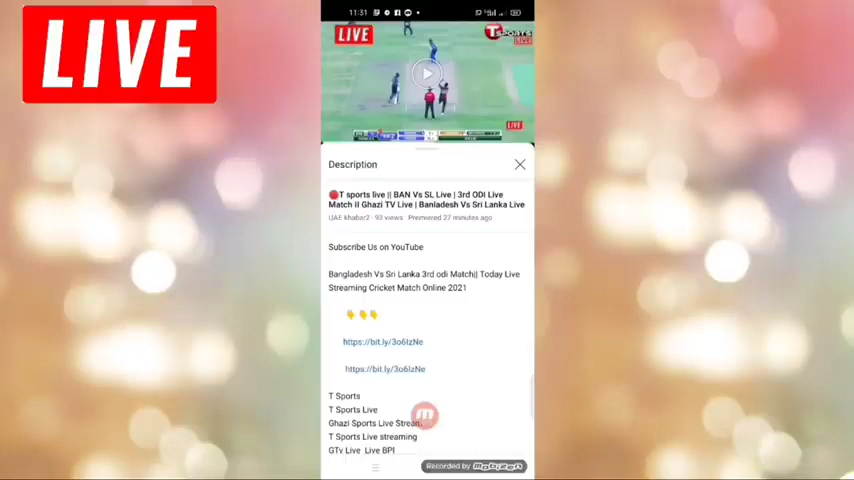 LIVE
11:31
LIVE
T SPORTS
LIVE
LIVE
Description
T sports live || BAN Vs SL Live | 3rd ODI Live
Match II Ghazi TV Live | Banladesh Vs Sri Lanka Live
UAE khabar2 · 93 views · Premiered 27 minutes ago
Subscribe Us on YouTube
Bangladesh Vs Sri Lanka 3rd odi Match|| Today Live
Streaming Cricket Match Online 2021
https://bit.ly/3o6IzNe
https://bit.ly/3o6IzNe
T Sports
T Sports Live
Ghazi Sports Live Stream
T Sports Live streaming
GTv Live Live BPl
Recorded by Mobizen